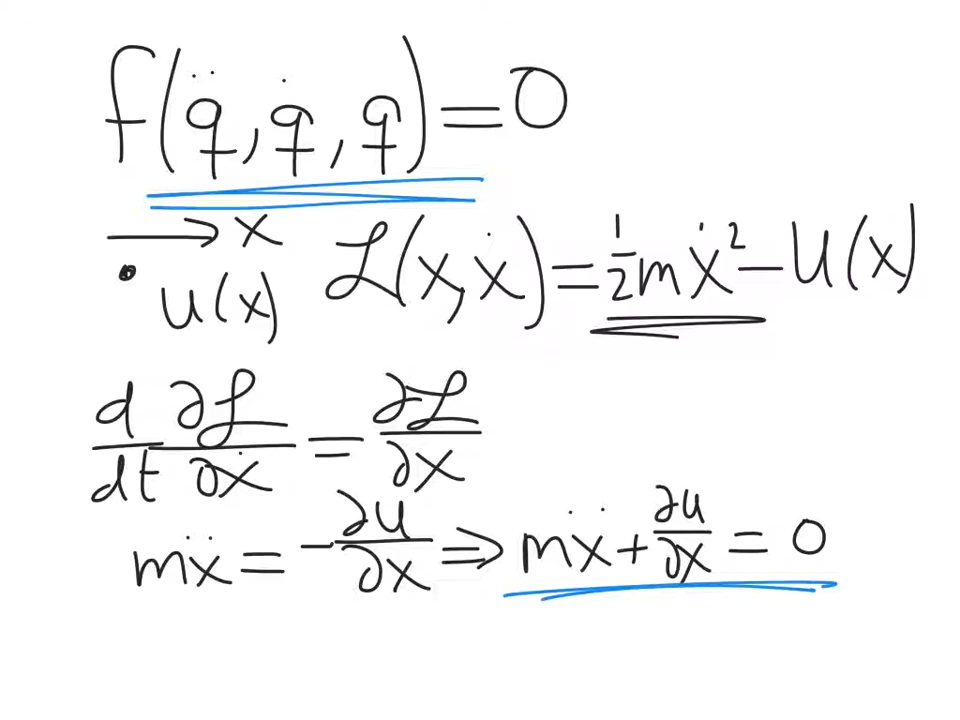 f(q̈, q̇, q) = 0
→ x
u(x) ℒ(x, ẋ) = ½mẋ² − U(x)
d/dt ∂ℒ/∂ẋ = ∂ℒ/∂x
mẍ = −∂u/∂x ⇒ mẍ + ∂u/∂x = 0